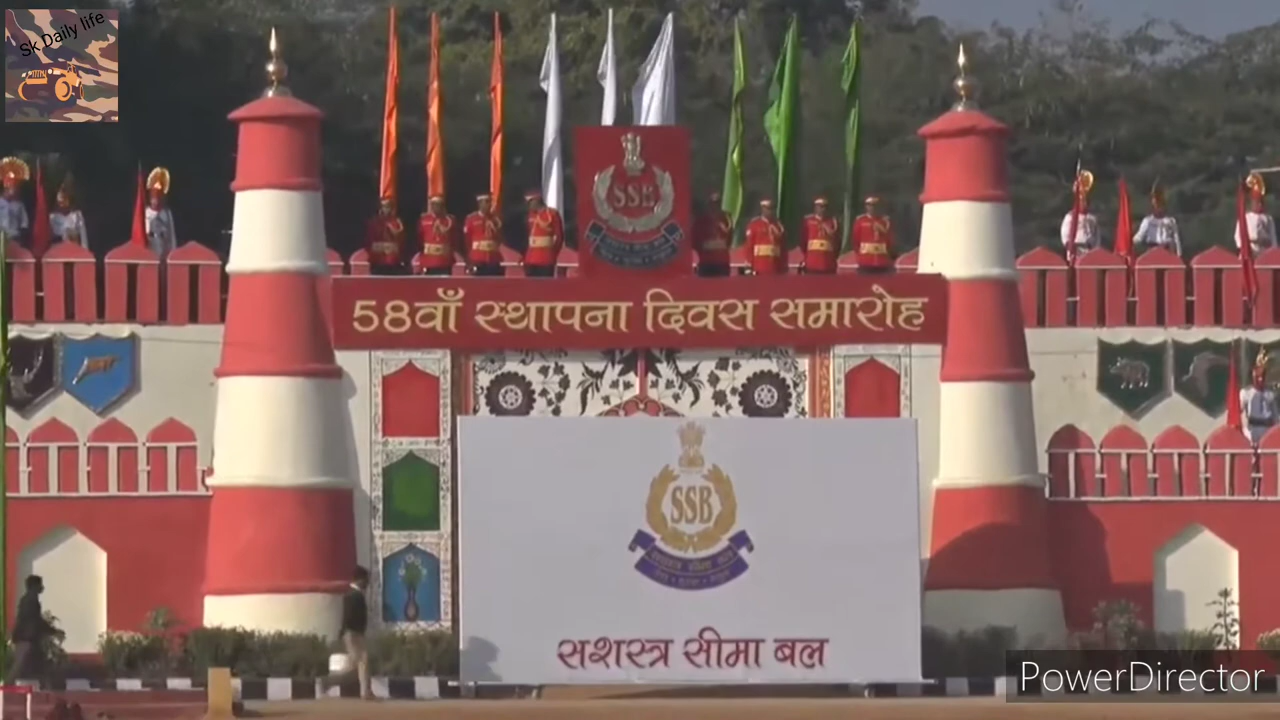 Sk Daily life
SSB
58वाँ स्थापना दिवस समारोह
SSB
सशस्त्र सीमा बल
PowerDirector